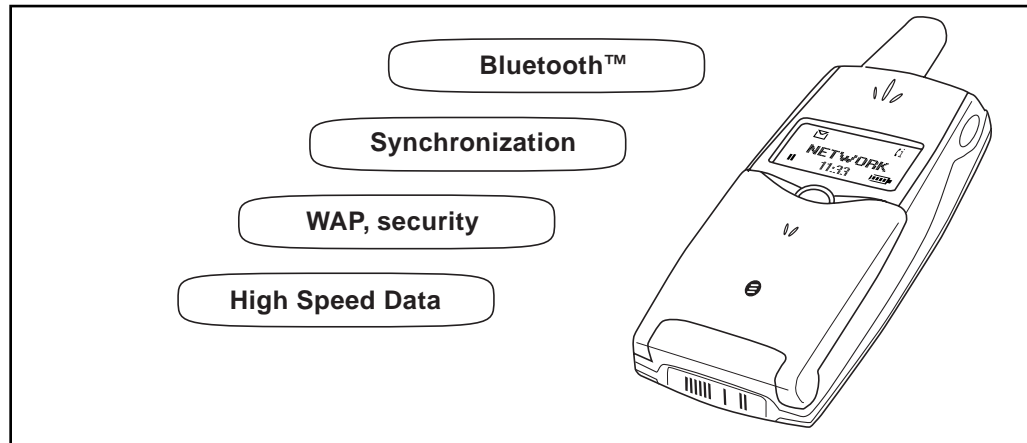 Bluetooth™
Synchronization
WAP, security
High Speed Data
NETWORK
11:33